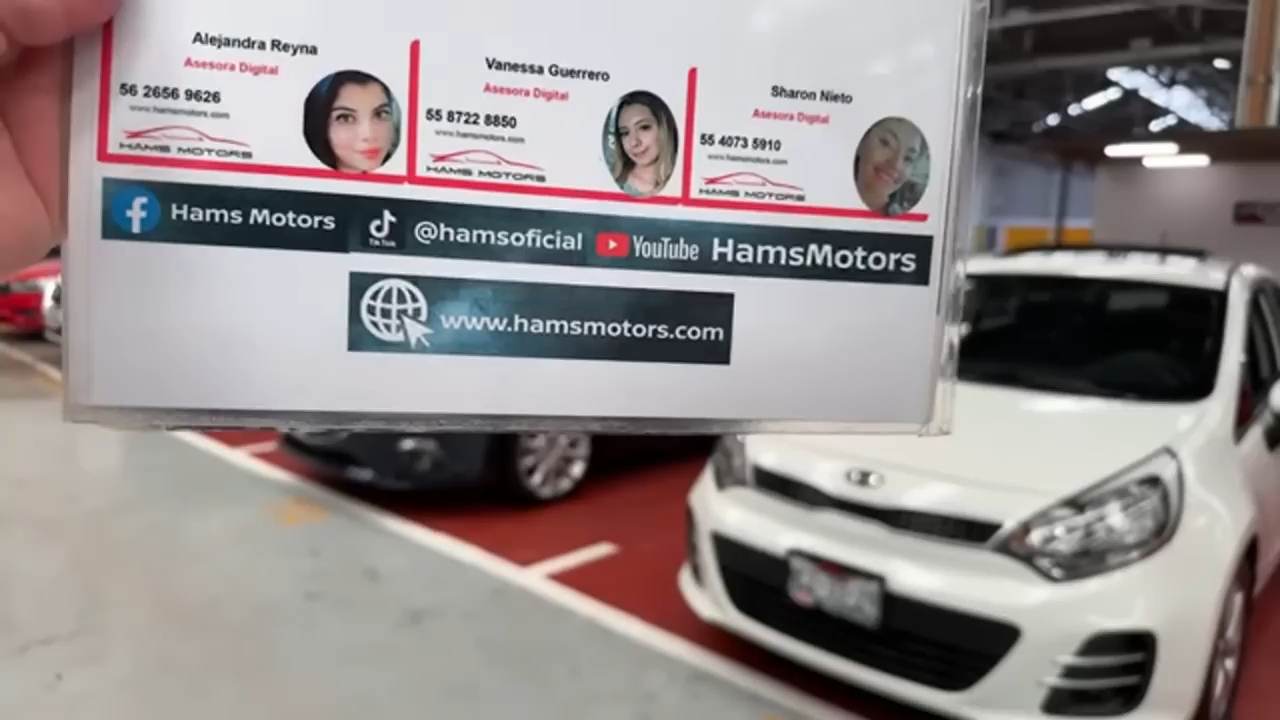 Alejandra Reyna
Asesora Digital
56 2656 9626
www.hamsmotors.com
HAMS MOTORS
Vanessa Guerrero
Asesora Digital
55 8722 8850
www.hamsmotors.com
HAMS MOTORS
Sharon Nieto
Asesora Digital
55 4073 5910
www.hamsmotors.com
HAMS MOTORS
Hams Motors
TikTok
@hamsoficial
YouTube HamsMotors
www.hamsmotors.com